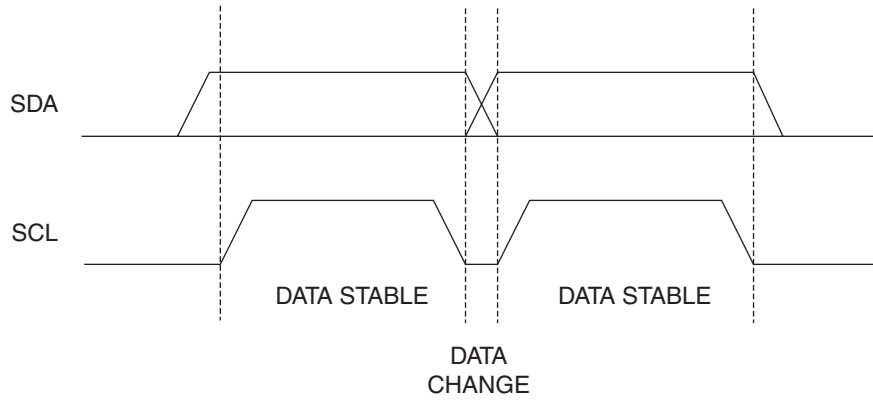 SDA
SCL
DATA STABLE
DATA STABLE
DATA
CHANGE